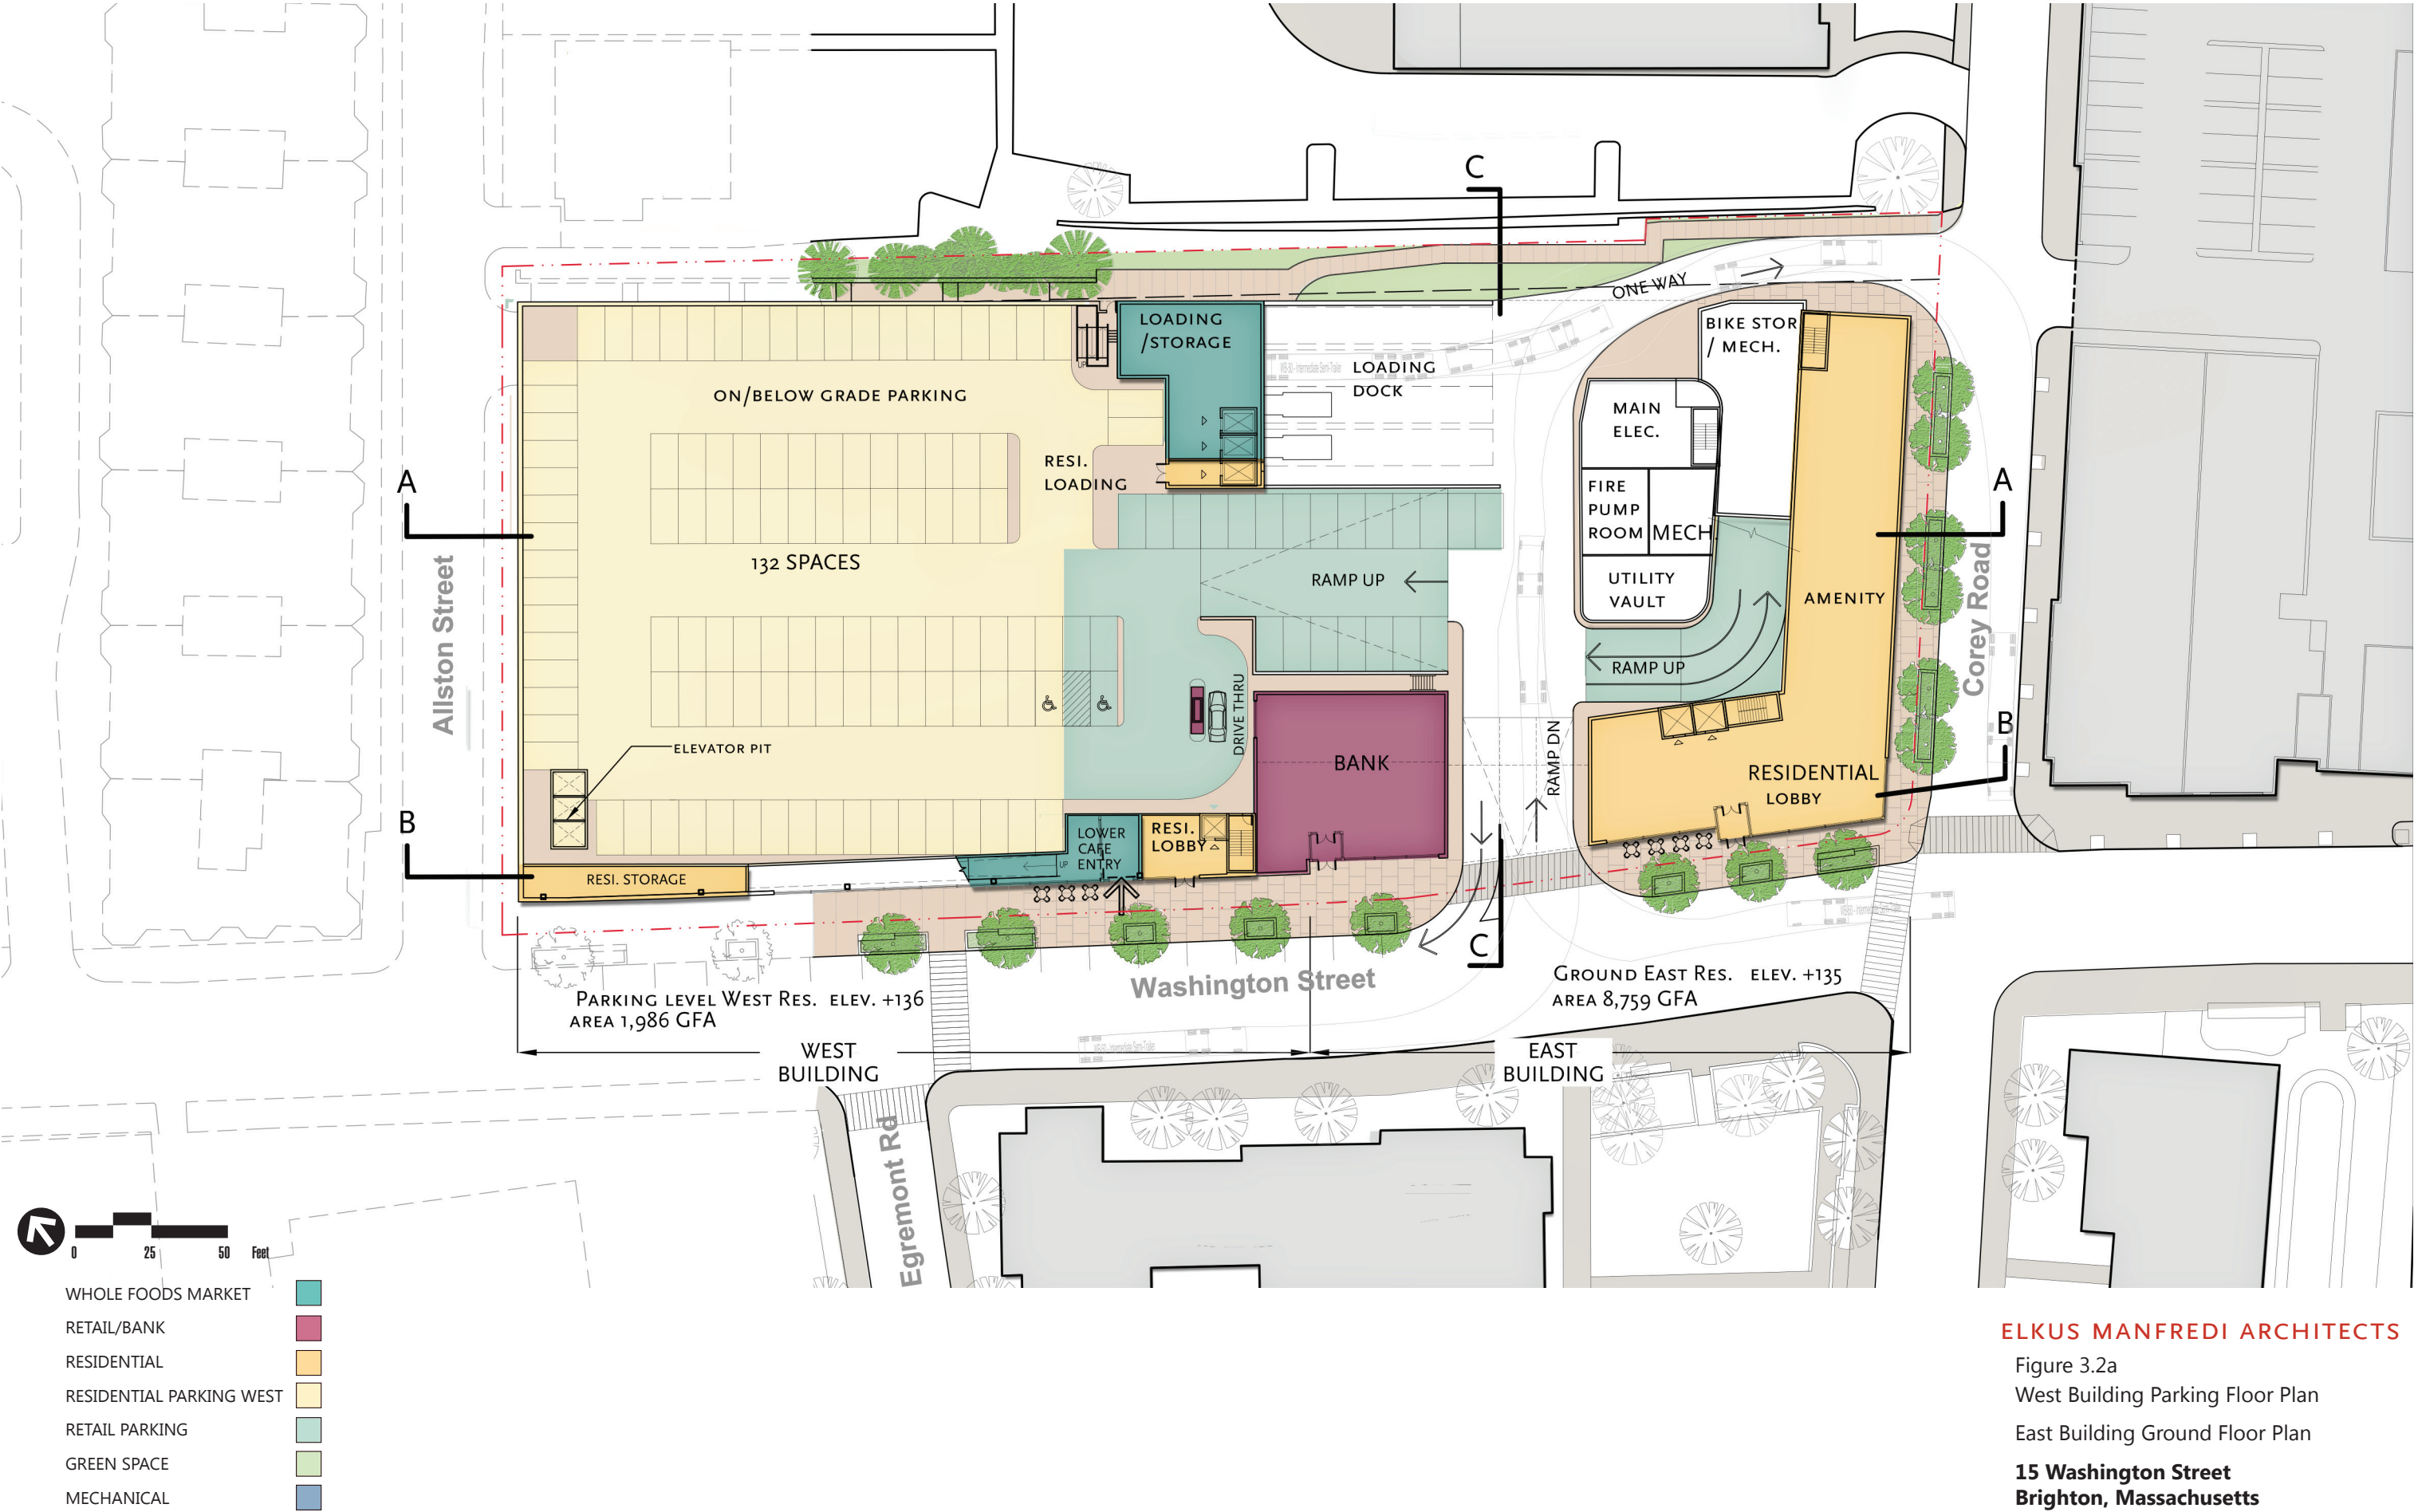 C
ONE WAY
LOADING
/STORAGE
BIKE STOR
/ MECH.
LOADING
DOCK
ON/BELOW GRADE PARKING
MAIN
ELEC.
UP
RESI.
LOADING
A
A
FIRE
PUMP
ROOM
MECH.
132 SPACES
RAMP UP
UTILITY
VAULT
AMENITY
Allston Street
Corey Road
RAMP UP
DRIVE THRU
B
ELEVATOR PIT
BANK
RAMP DN
RESIDENTIAL
LOBBY
B
LOWER
CAFE
ENTRY
UP
RESI.
LOBBY
RESI. STORAGE
C
Washington Street
PARKING LEVEL WEST RES. ELEV. +136
AREA 1,986 GFA
GROUND EAST RES. ELEV. +135
AREA 8,759 GFA
WEST
BUILDING
EAST
BUILDING
Egremont Rd
0 25 50 Feet
WHOLE FOODS MARKET
RETAIL/BANK
RESIDENTIAL
RESIDENTIAL PARKING WEST
RETAIL PARKING
GREEN SPACE
MECHANICAL
ELKUS MANFREDI ARCHITECTS
Figure 3.2a
West Building Parking Floor Plan
East Building Ground Floor Plan
15 Washington Street
Brighton, Massachusetts